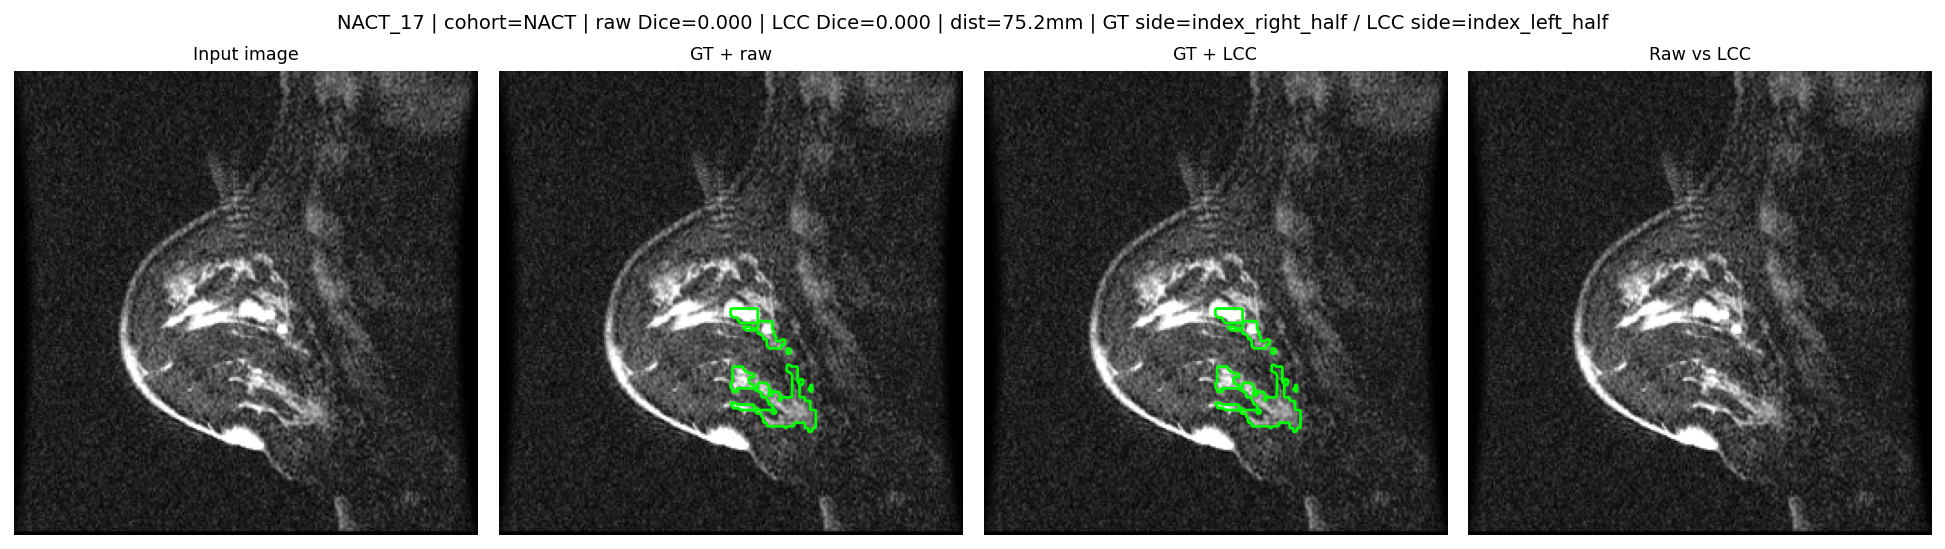 NACT_17 | cohort=NACT | raw Dice=0.000 | LCC Dice=0.000 | dist=75.2mm | GT side=index_right_half / LCC side=index_left_half
Input image
GT + raw
GT + LCC
Raw vs LCC